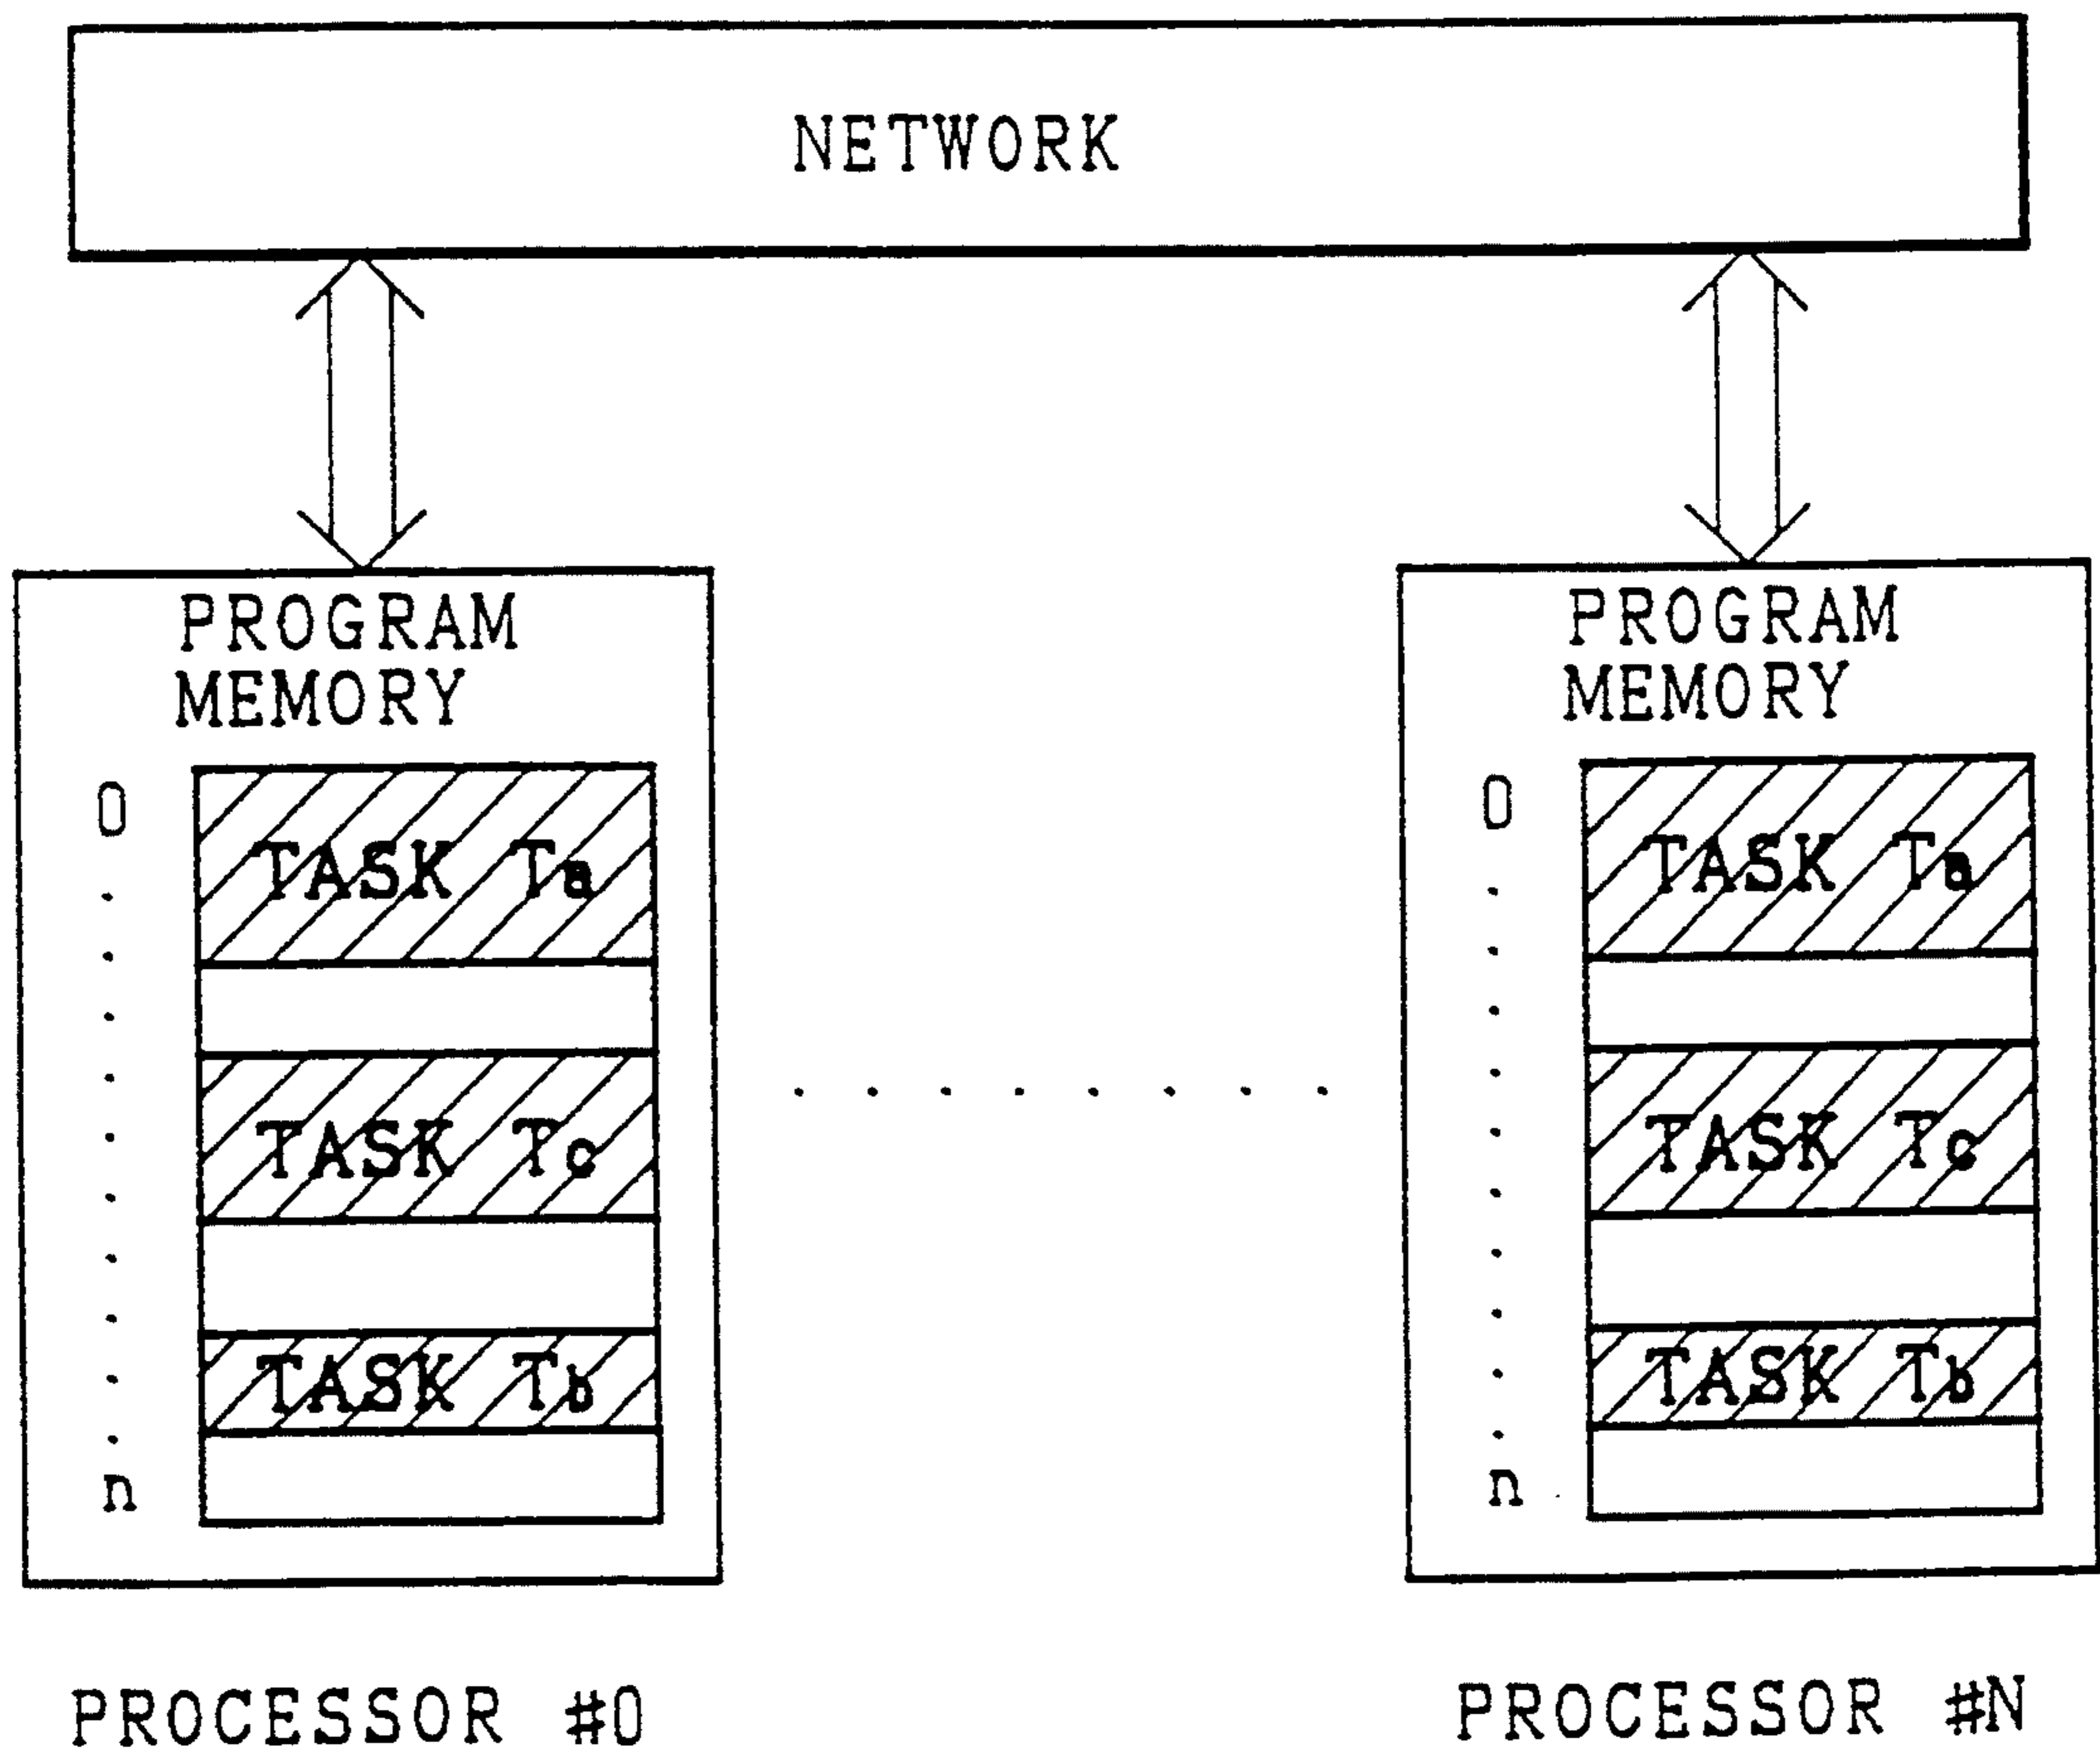 NETWORK
PROGRAM
MEMORY
0
TASK Ta
TASK Tc
TASK Tb
n
PROCESSOR #0
PROGRAM
MEMORY
0
TASK Ta
TASK Tc
TASK Tb
n
PROCESSOR #N